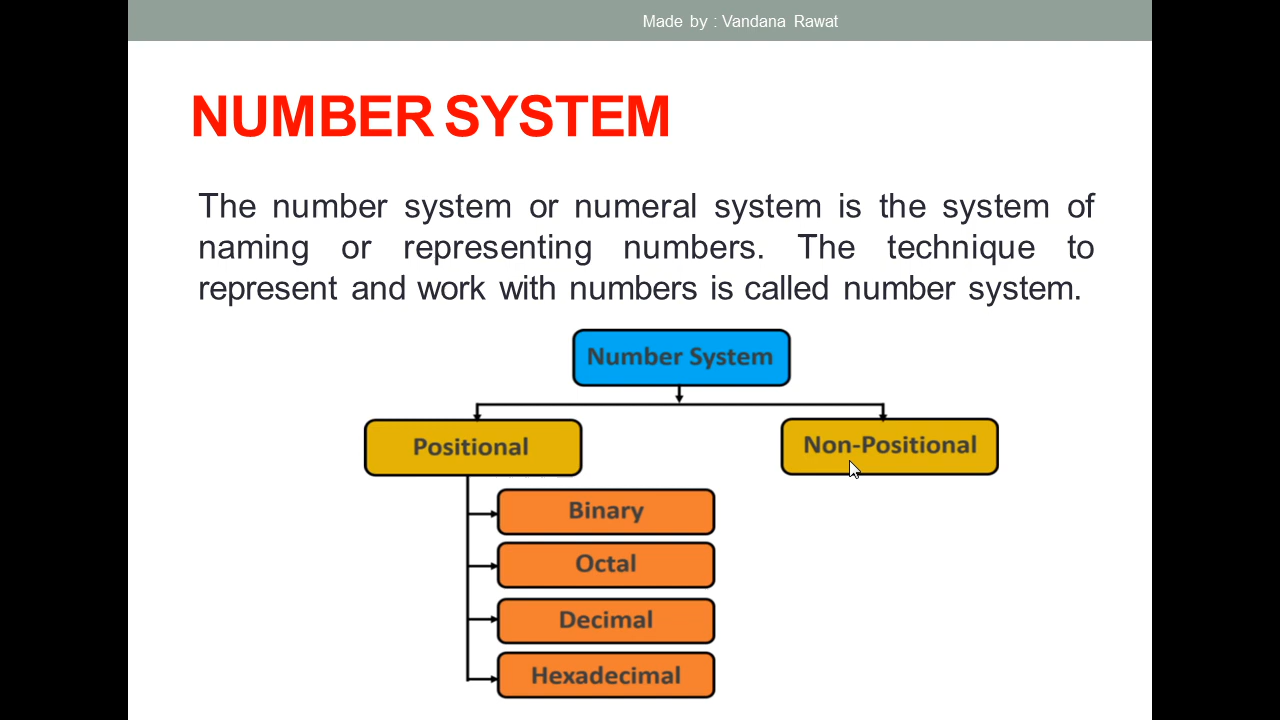 Made by : Vandana Rawat
NUMBER SYSTEM
The number system or numeral system is the system of
naming or representing numbers. The technique to
represent and work with numbers is called number system.
Number System
Positional
Non-Positional
Binary
Octal
Decimal
Hexadecimal